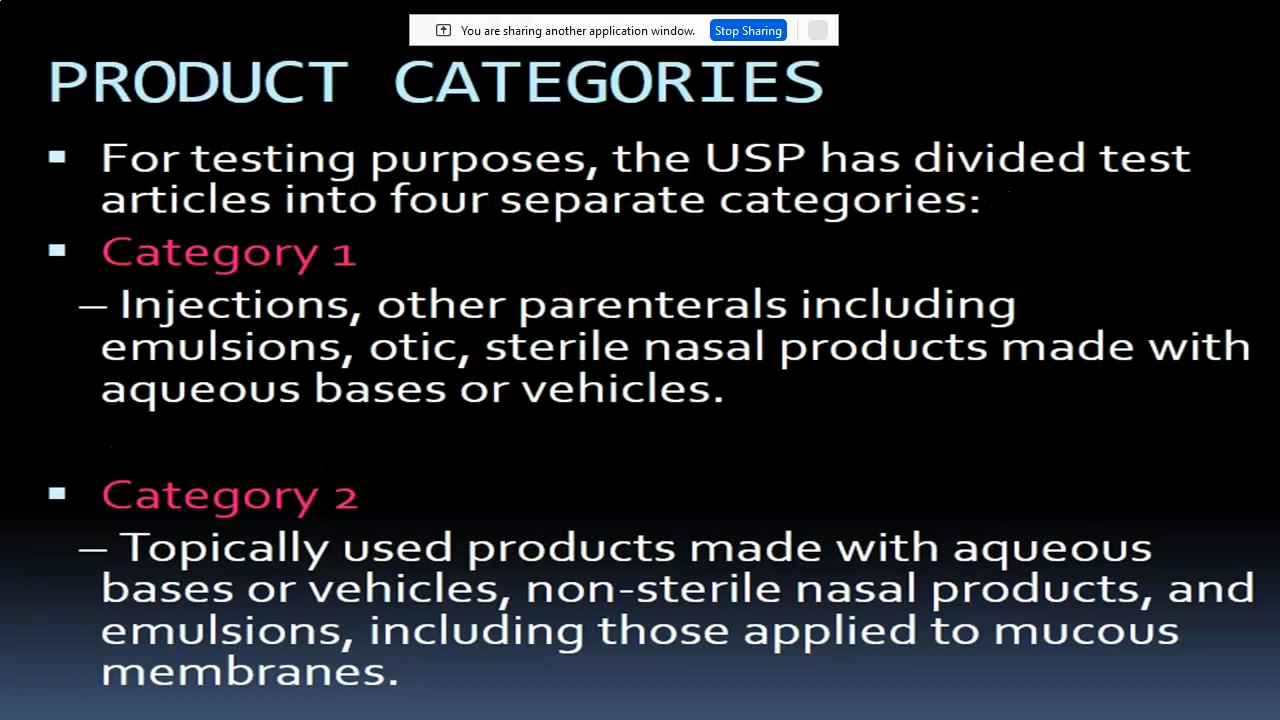 You are sharing another application window. Stop Sharing
PRODUCT CATEGORIES
For testing purposes, the USP has divided test
articles into four separate categories:
Category 1
– Injections, other parenterals including
emulsions, otic, sterile nasal products made with
aqueous bases or vehicles.
Category 2
– Topically used products made with aqueous
bases or vehicles, non-sterile nasal products, and
emulsions, including those applied to mucous
membranes.